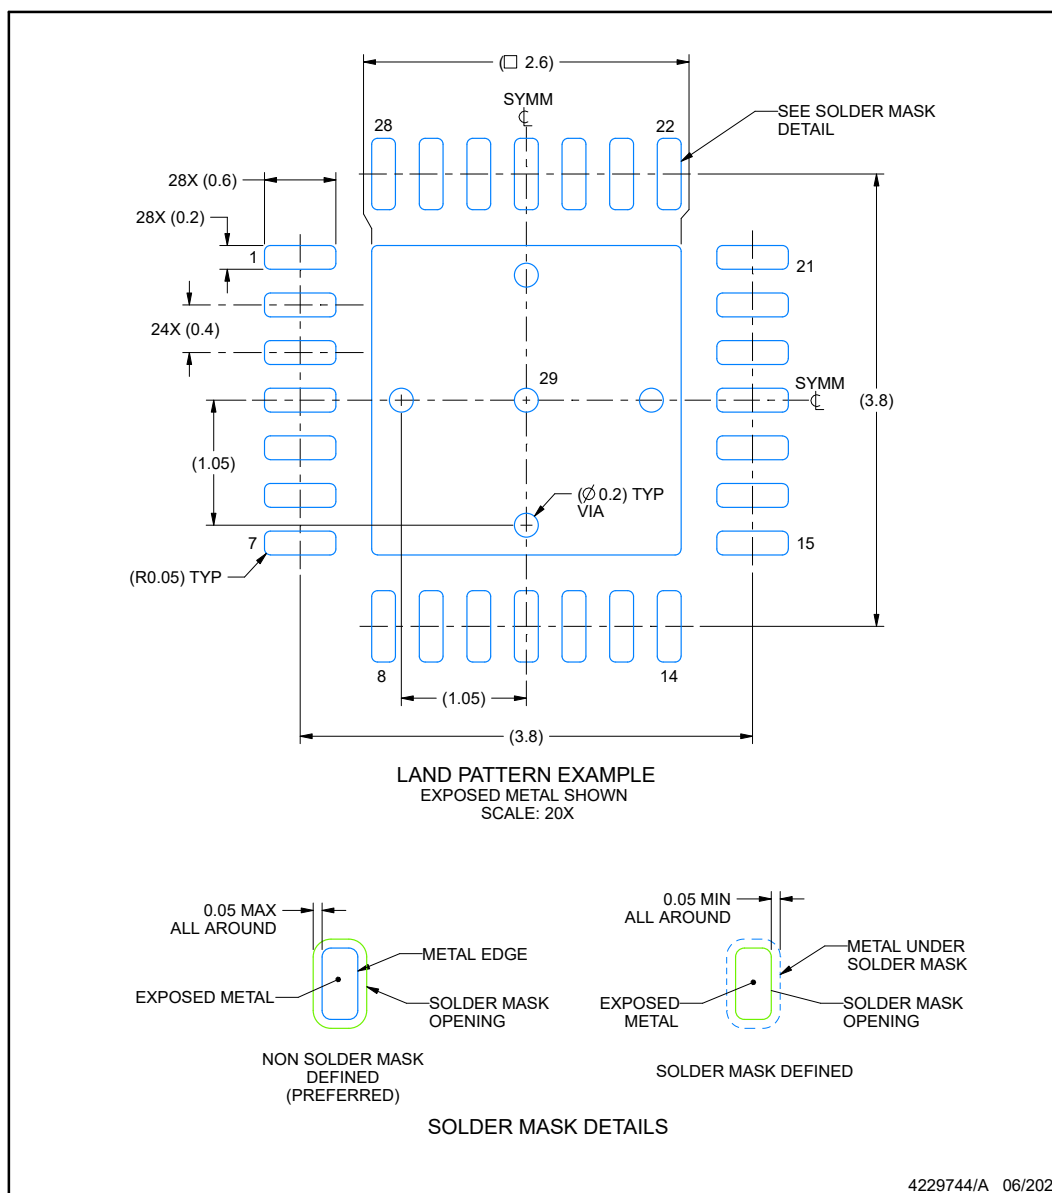 (□ 2.6)
SYMM
℄
28
22
SEE SOLDER MASK
DETAIL
28X (0.6)
28X (0.2)
1
21
24X (0.4)
29
SYMM
℄
(3.8)
(1.05)
(Ø 0.2) TYP
VIA
7
15
(R0.05) TYP
8
14
(1.05)
(3.8)
LAND PATTERN EXAMPLE
EXPOSED METAL SHOWN
SCALE: 20X
0.05 MAX
ALL AROUND
METAL EDGE
EXPOSED METAL
SOLDER MASK
OPENING
NON SOLDER MASK
DEFINED
(PREFERRED)
0.05 MIN
ALL AROUND
METAL UNDER
SOLDER MASK
EXPOSED
METAL
SOLDER MASK
OPENING
SOLDER MASK DEFINED
SOLDER MASK DETAILS
4229744/A 06/202